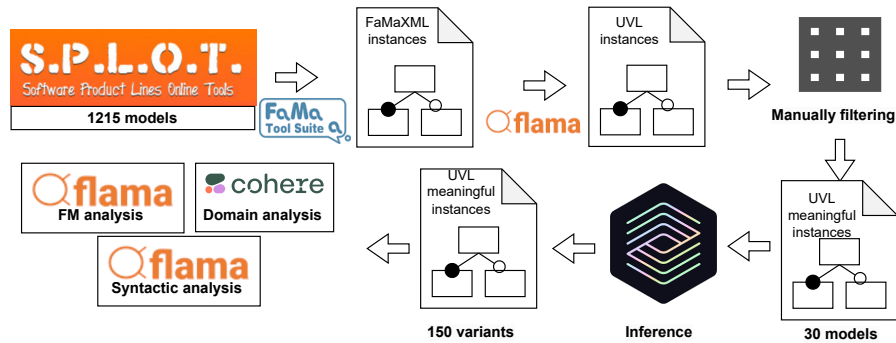 S.P.L.O.T.
Software Product Lines Online Tools
1215 models
FaMa
Tool Suite
FaMaXML
instances
flama
UVL
instances
Manually filtering
UVL
meaningful
instances
30 models
Inference
UVL
meaningful
instances
150 variants
flama
FM analysis
cohere
Domain analysis
flama
Syntactic analysis